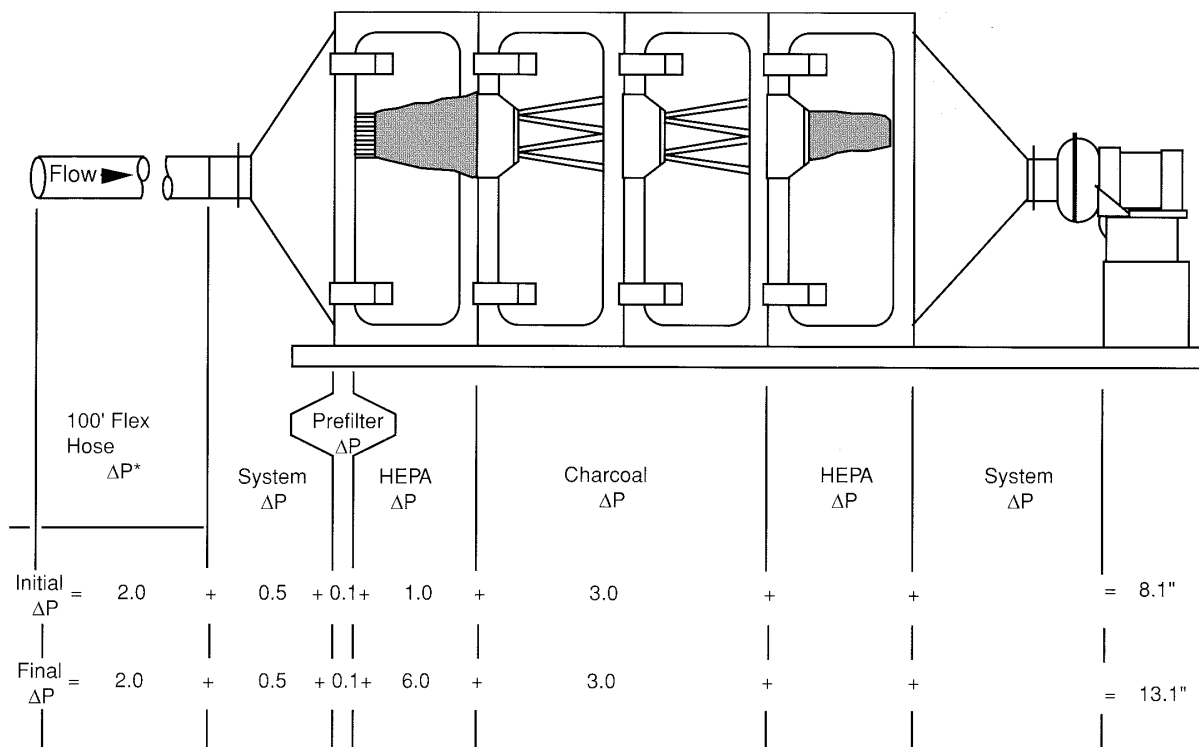 Flow
100' Flex
Hose
ΔP*
System
ΔP
Prefilter
ΔP
HEPA
ΔP
Charcoal
ΔP
HEPA
ΔP
System
ΔP
Initial
ΔP = 2.0 + 0.5 + 0.1 + 1.0 + 3.0 + + = 8.1"
Final
ΔP = 2.0 + 0.5 + 0.1 + 6.0 + 3.0 + + = 13.1"